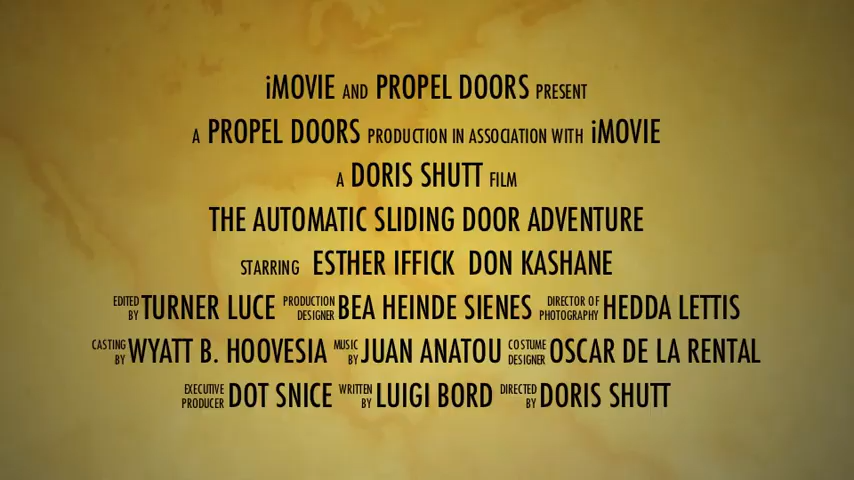 iMOVIE AND PROPEL DOORS PRESENT
A PROPEL DOORS PRODUCTION IN ASSOCIATION WITH iMOVIE
A DORIS SHUTT FILM
THE AUTOMATIC SLIDING DOOR ADVENTURE
STARRING ESTHER IFFICK DON KASHANE
EDITED BY TURNER LUCE PRODUCTION DESIGNER BEA HEINDE SIENES DIRECTOR OF PHOTOGRAPHY HEDDA LETTIS
CASTING BY WYATT B. HOOVESIA MUSIC BY JUAN ANATOU COSTUME DESIGNER OSCAR DE LA RENTAL
EXECUTIVE PRODUCER DOT SNICE WRITTEN BY LUIGI BORD DIRECTED BY DORIS SHUTT